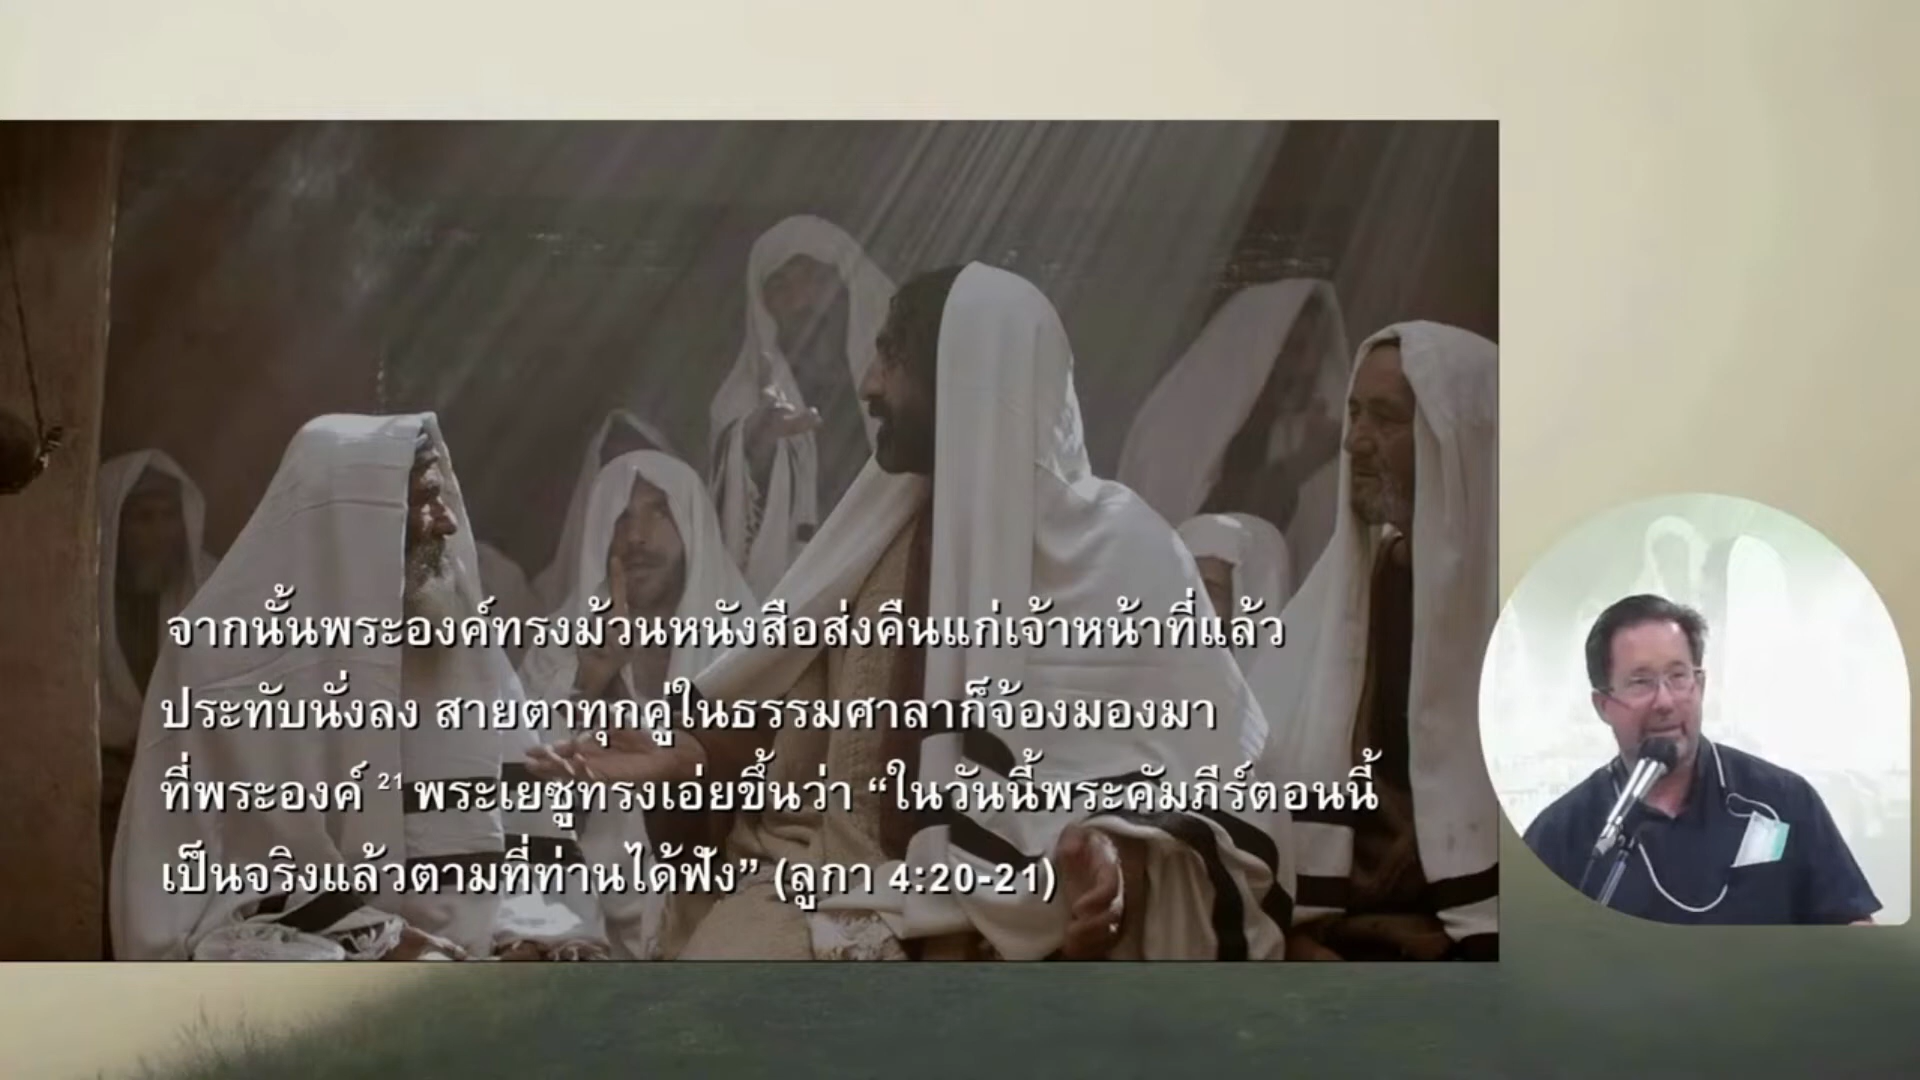 จากนั้นพระองค์ทรงม้วนหนังสือส่งคืนแก่เจ้าหน้าที่แล้ว
ประทับนั่งลง สายตาทุกคู่ในธรรมศาลาก็จ้องมองมา
ที่พระองค์ ²¹ พระเยซูทรงเอ่ยขึ้นว่า “ในวันนี้พระคัมภีร์ตอนนี้
เป็นจริงแล้วตามที่ท่านได้ฟัง” (ลูกา 4:20-21)